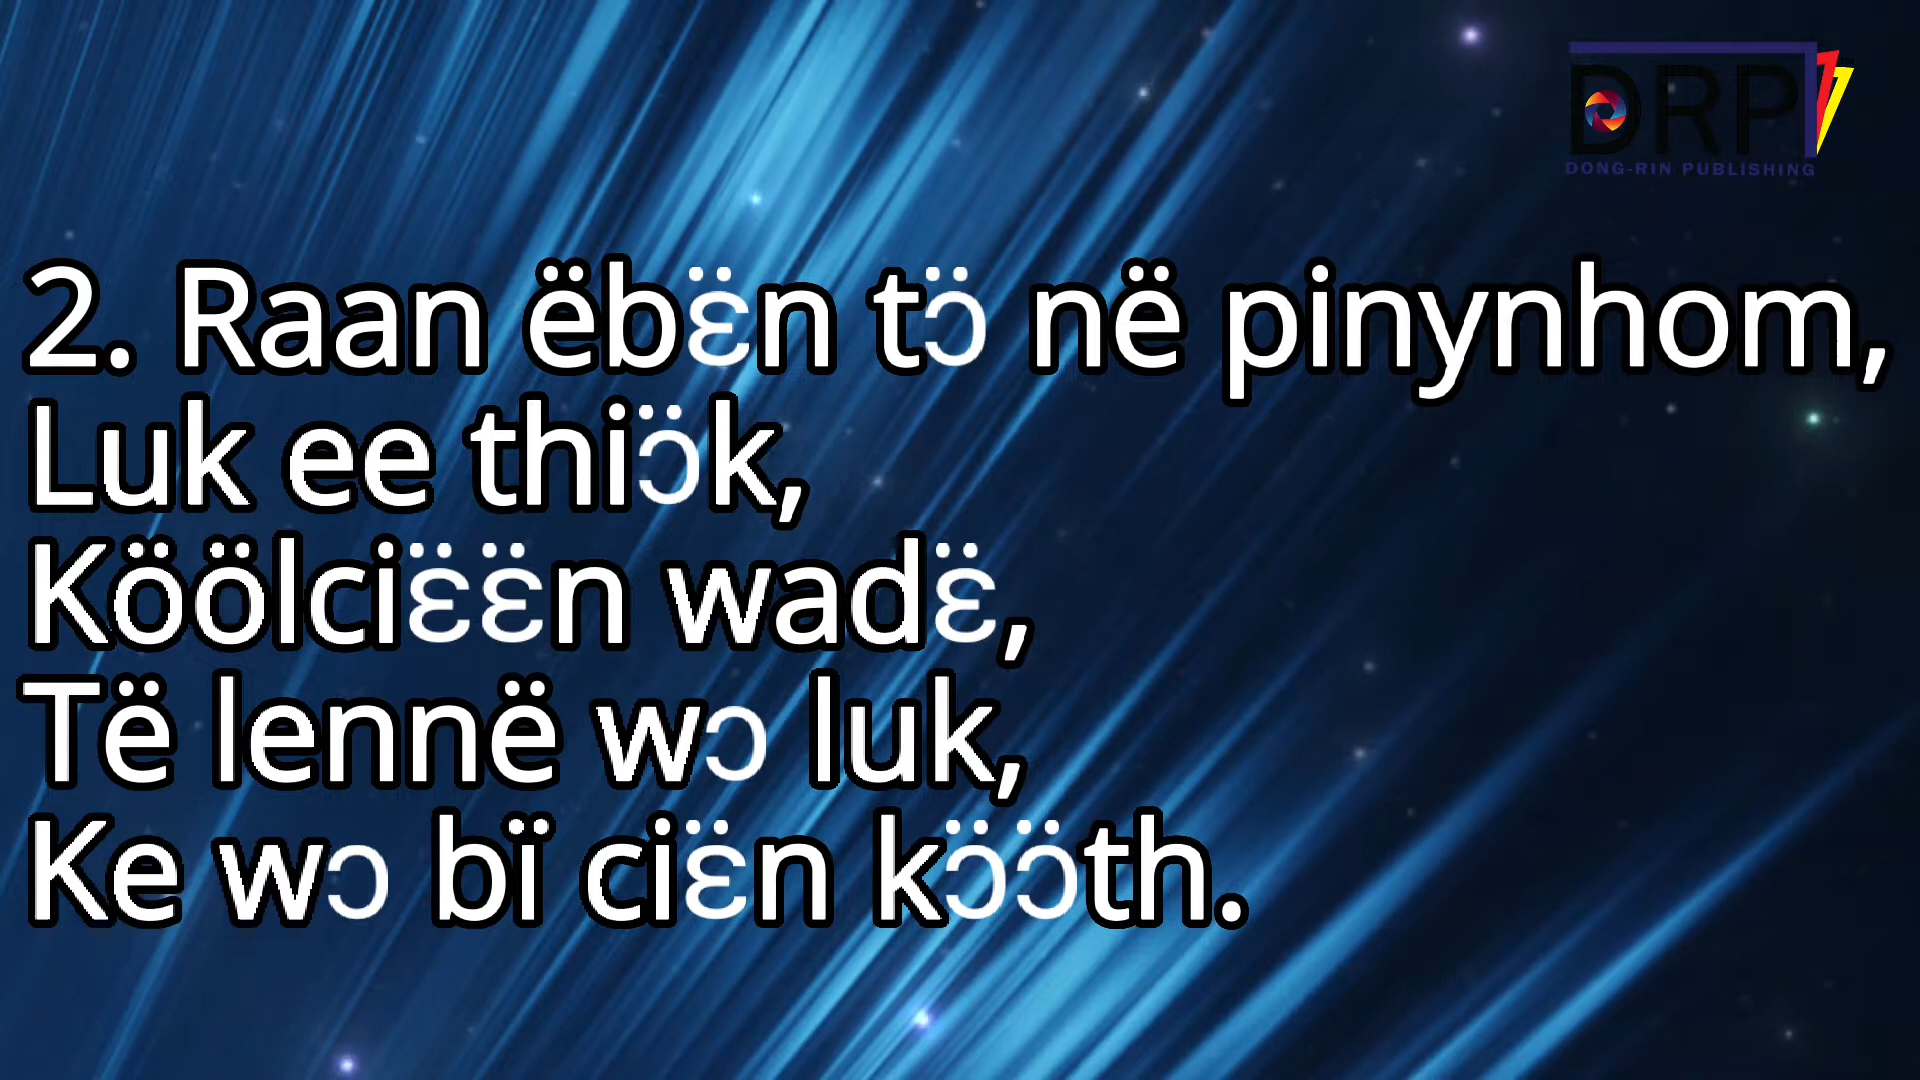 DRP
DONG-RIN PUBLISHING
2. Raan ëbɛ̈n tɔ̈ në pinynhom,
Luk ee thiɔ̈k,
Köölciɛ̈ɛ̈n wadɛ̈,
Të lennë wɔ luk,
Ke wɔ bï ciɛ̈n kɔ̈ɔ̈th.